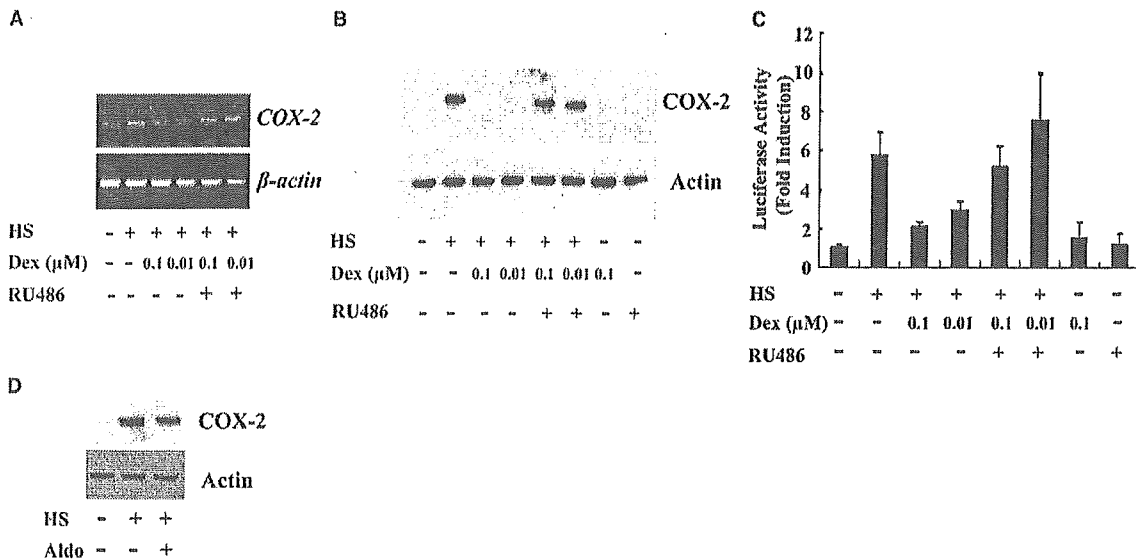 A
COX-2
β-actin
HS - + + + + +
Dex (μM) - - 0.1 0.01 0.1 0.01
RU486 - - - - + +
B
COX-2
Actin
HS - + + + + + - -
Dex (μM) - - 0.1 0.01 0.1 0.01 0.1 -
RU486 - - - - + + - +
C
Luciferase Activity
(Fold Induction)
12
10
8
6
4
2
0
HS - + + + + + - -
Dex (μM) - - 0.1 0.01 0.1 0.01 0.1 -
RU486 - - - - + + - +
D
COX-2
Actin
HS - + +
Aldo - - +